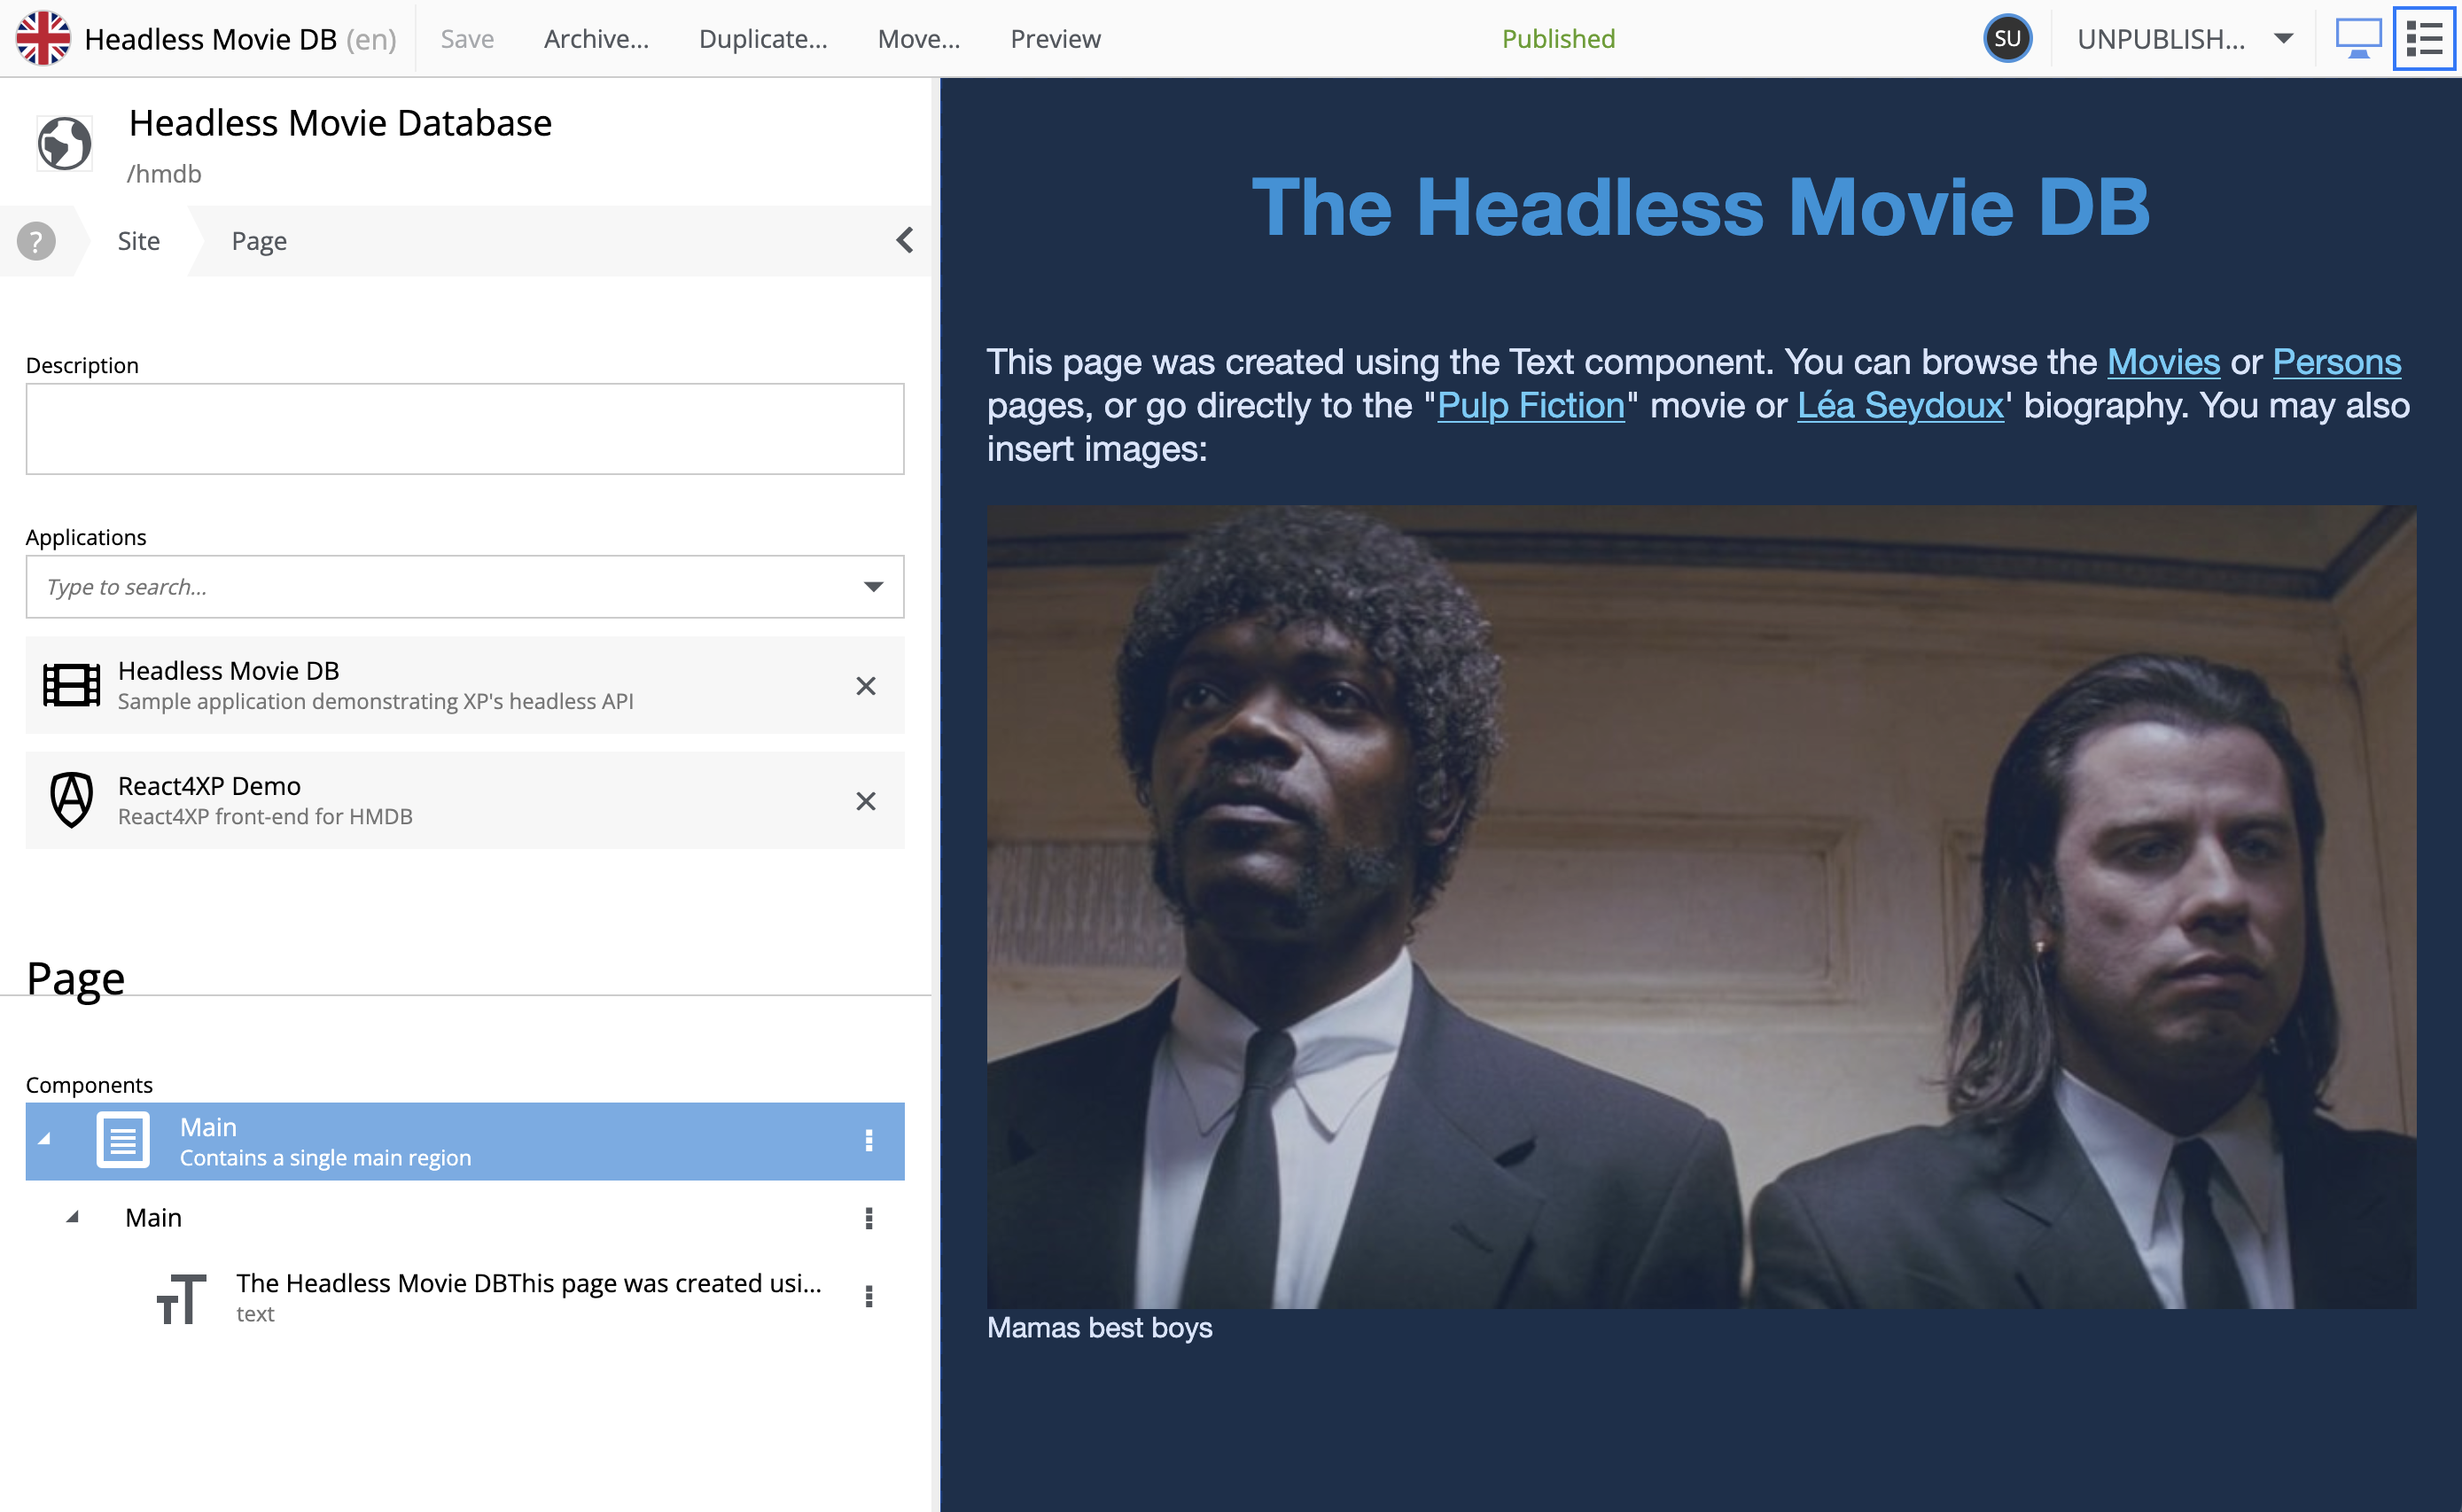 Headless Movie DB (en)
Save
Archive...
Duplicate...
Move...
Preview
Published
SU
UNPUBLISH...
Headless Movie Database
/hmdb
?
Site
Page
Description
Applications
Type to search...
Headless Movie DB
Sample application demonstrating XP's headless API
React4XP Demo
React4XP front-end for HMDB
Page
Components
Main
Contains a single main region
Main
The Headless Movie DBThis page was created usi...
text
The Headless Movie DB
This page was created using the Text component. You can browse the Movies or Persons
pages, or go directly to the "Pulp Fiction" movie or Léa Seydoux' biography. You may also
insert images:
Mamas best boys